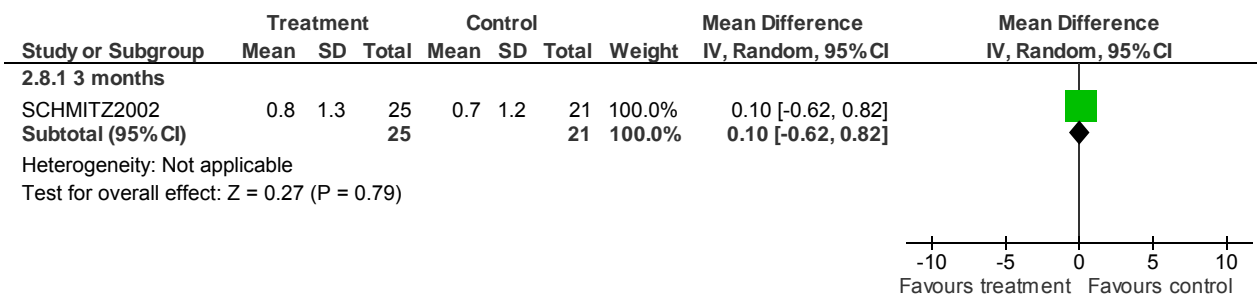 Treatment Control Mean Difference Mean Difference
Study or Subgroup Mean SD Total Mean SD Total Weight IV, Random, 95% CI IV, Random, 95% CI
2.8.1 3 months
SCHMITZ2002 0.8 1.3 25 0.7 1.2 21 100.0% 0.10 [-0.62, 0.82]
Subtotal (95% CI) 25 21 100.0% 0.10 [-0.62, 0.82]
Heterogeneity: Not applicable
Test for overall effect: Z = 0.27 (P = 0.79)
-10 -5 0 5 10
Favours treatment Favours control